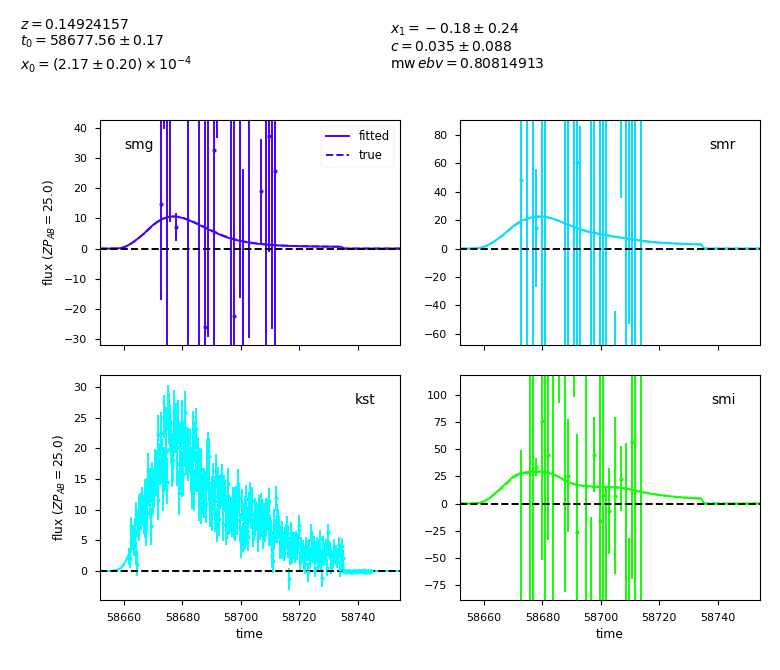 z = 0.14924157
t₀ = 58677.56 ± 0.17
x₀ = (2.17 ± 0.20) × 10⁻⁴
x₁ = −0.18 ± 0.24
c = 0.035 ± 0.088
mw ebv = 0.80814913
smg
fitted
true
40
30
20
10
0
−10
−20
−30
flux (ZP_AB = 25.0)
smr
80
60
40
20
0
−20
−40
−60
kst
30
25
20
15
10
5
0
flux (ZP_AB = 25.0)
58660 58680 58700 58720 58740
time
smi
100
75
50
25
0
−25
−50
−75
58660 58680 58700 58720 58740
time